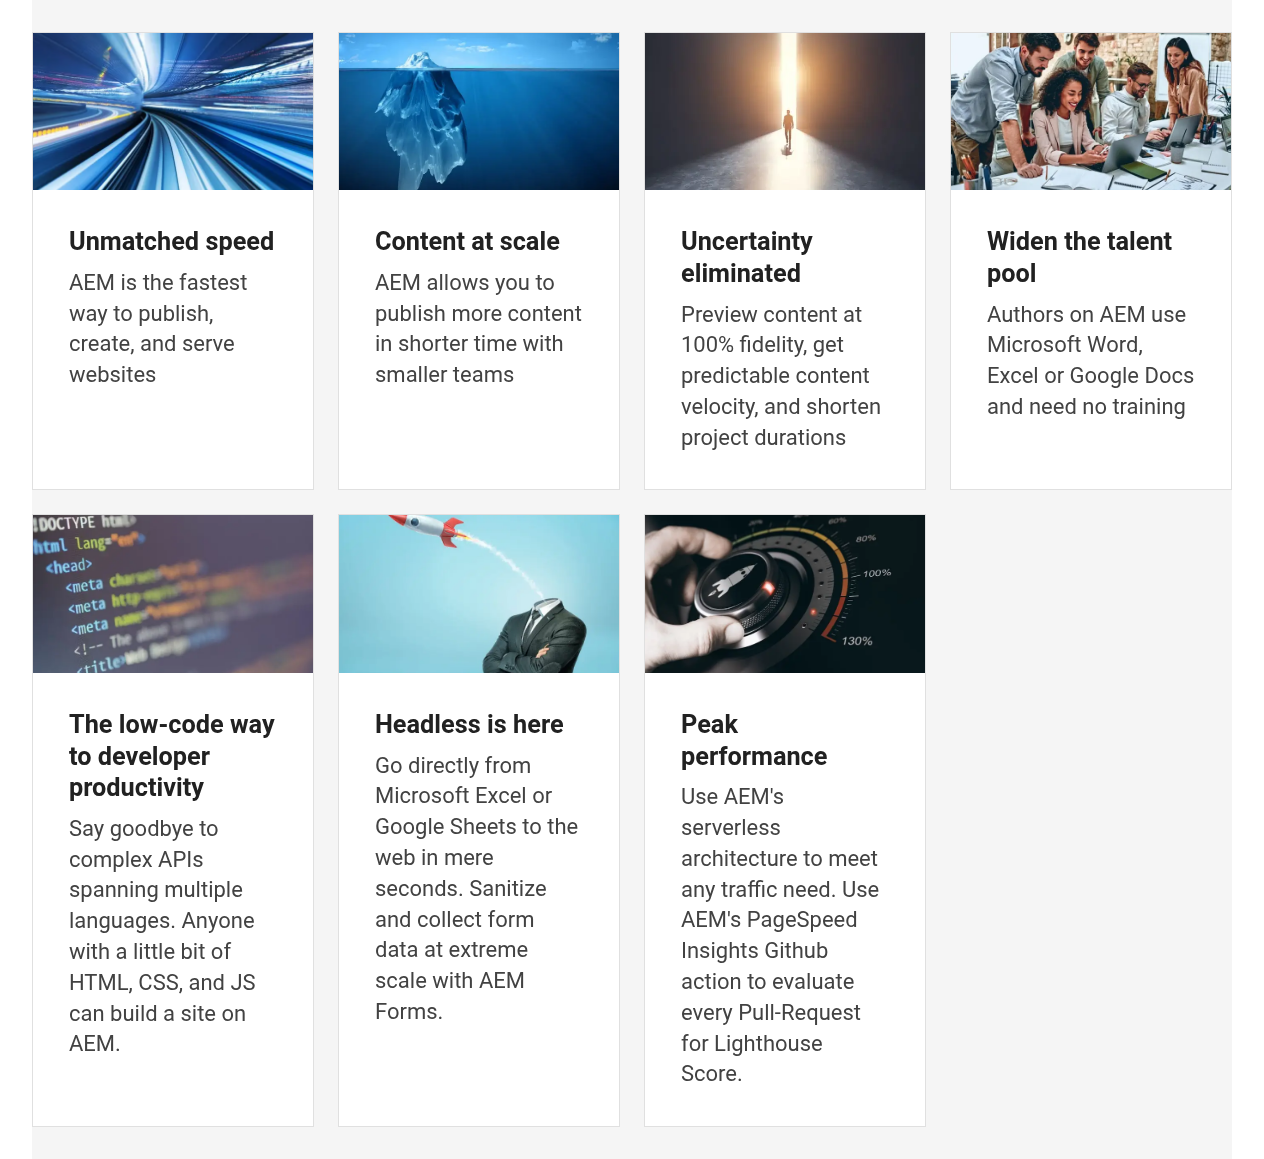 Unmatched speed
AEM is the fastest
way to publish,
create, and serve
websites
Content at scale
AEM allows you to
publish more content
in shorter time with
smaller teams
Uncertainty
eliminated
Preview content at
100% fidelity, get
predictable content
velocity, and shorten
project durations
Widen the talent
pool
Authors on AEM use
Microsoft Word,
Excel or Google Docs
and need no training
!DOCTYPE html>
html lang="en">
<head>
<meta
<meta
<meta name=
<!-- The
<title>Web Design
The low-code way
to developer
productivity
Say goodbye to
complex APIs
spanning multiple
languages. Anyone
with a little bit of
HTML, CSS, and JS
can build a site on
AEM.
Headless is here
Go directly from
Microsoft Excel or
Google Sheets to the
web in mere
seconds. Sanitize
and collect form
data at extreme
scale with AEM
Forms.
60%
80%
100%
130%
Peak
performance
Use AEM's
serverless
architecture to meet
any traffic need. Use
AEM's PageSpeed
Insights Github
action to evaluate
every Pull-Request
for Lighthouse
Score.